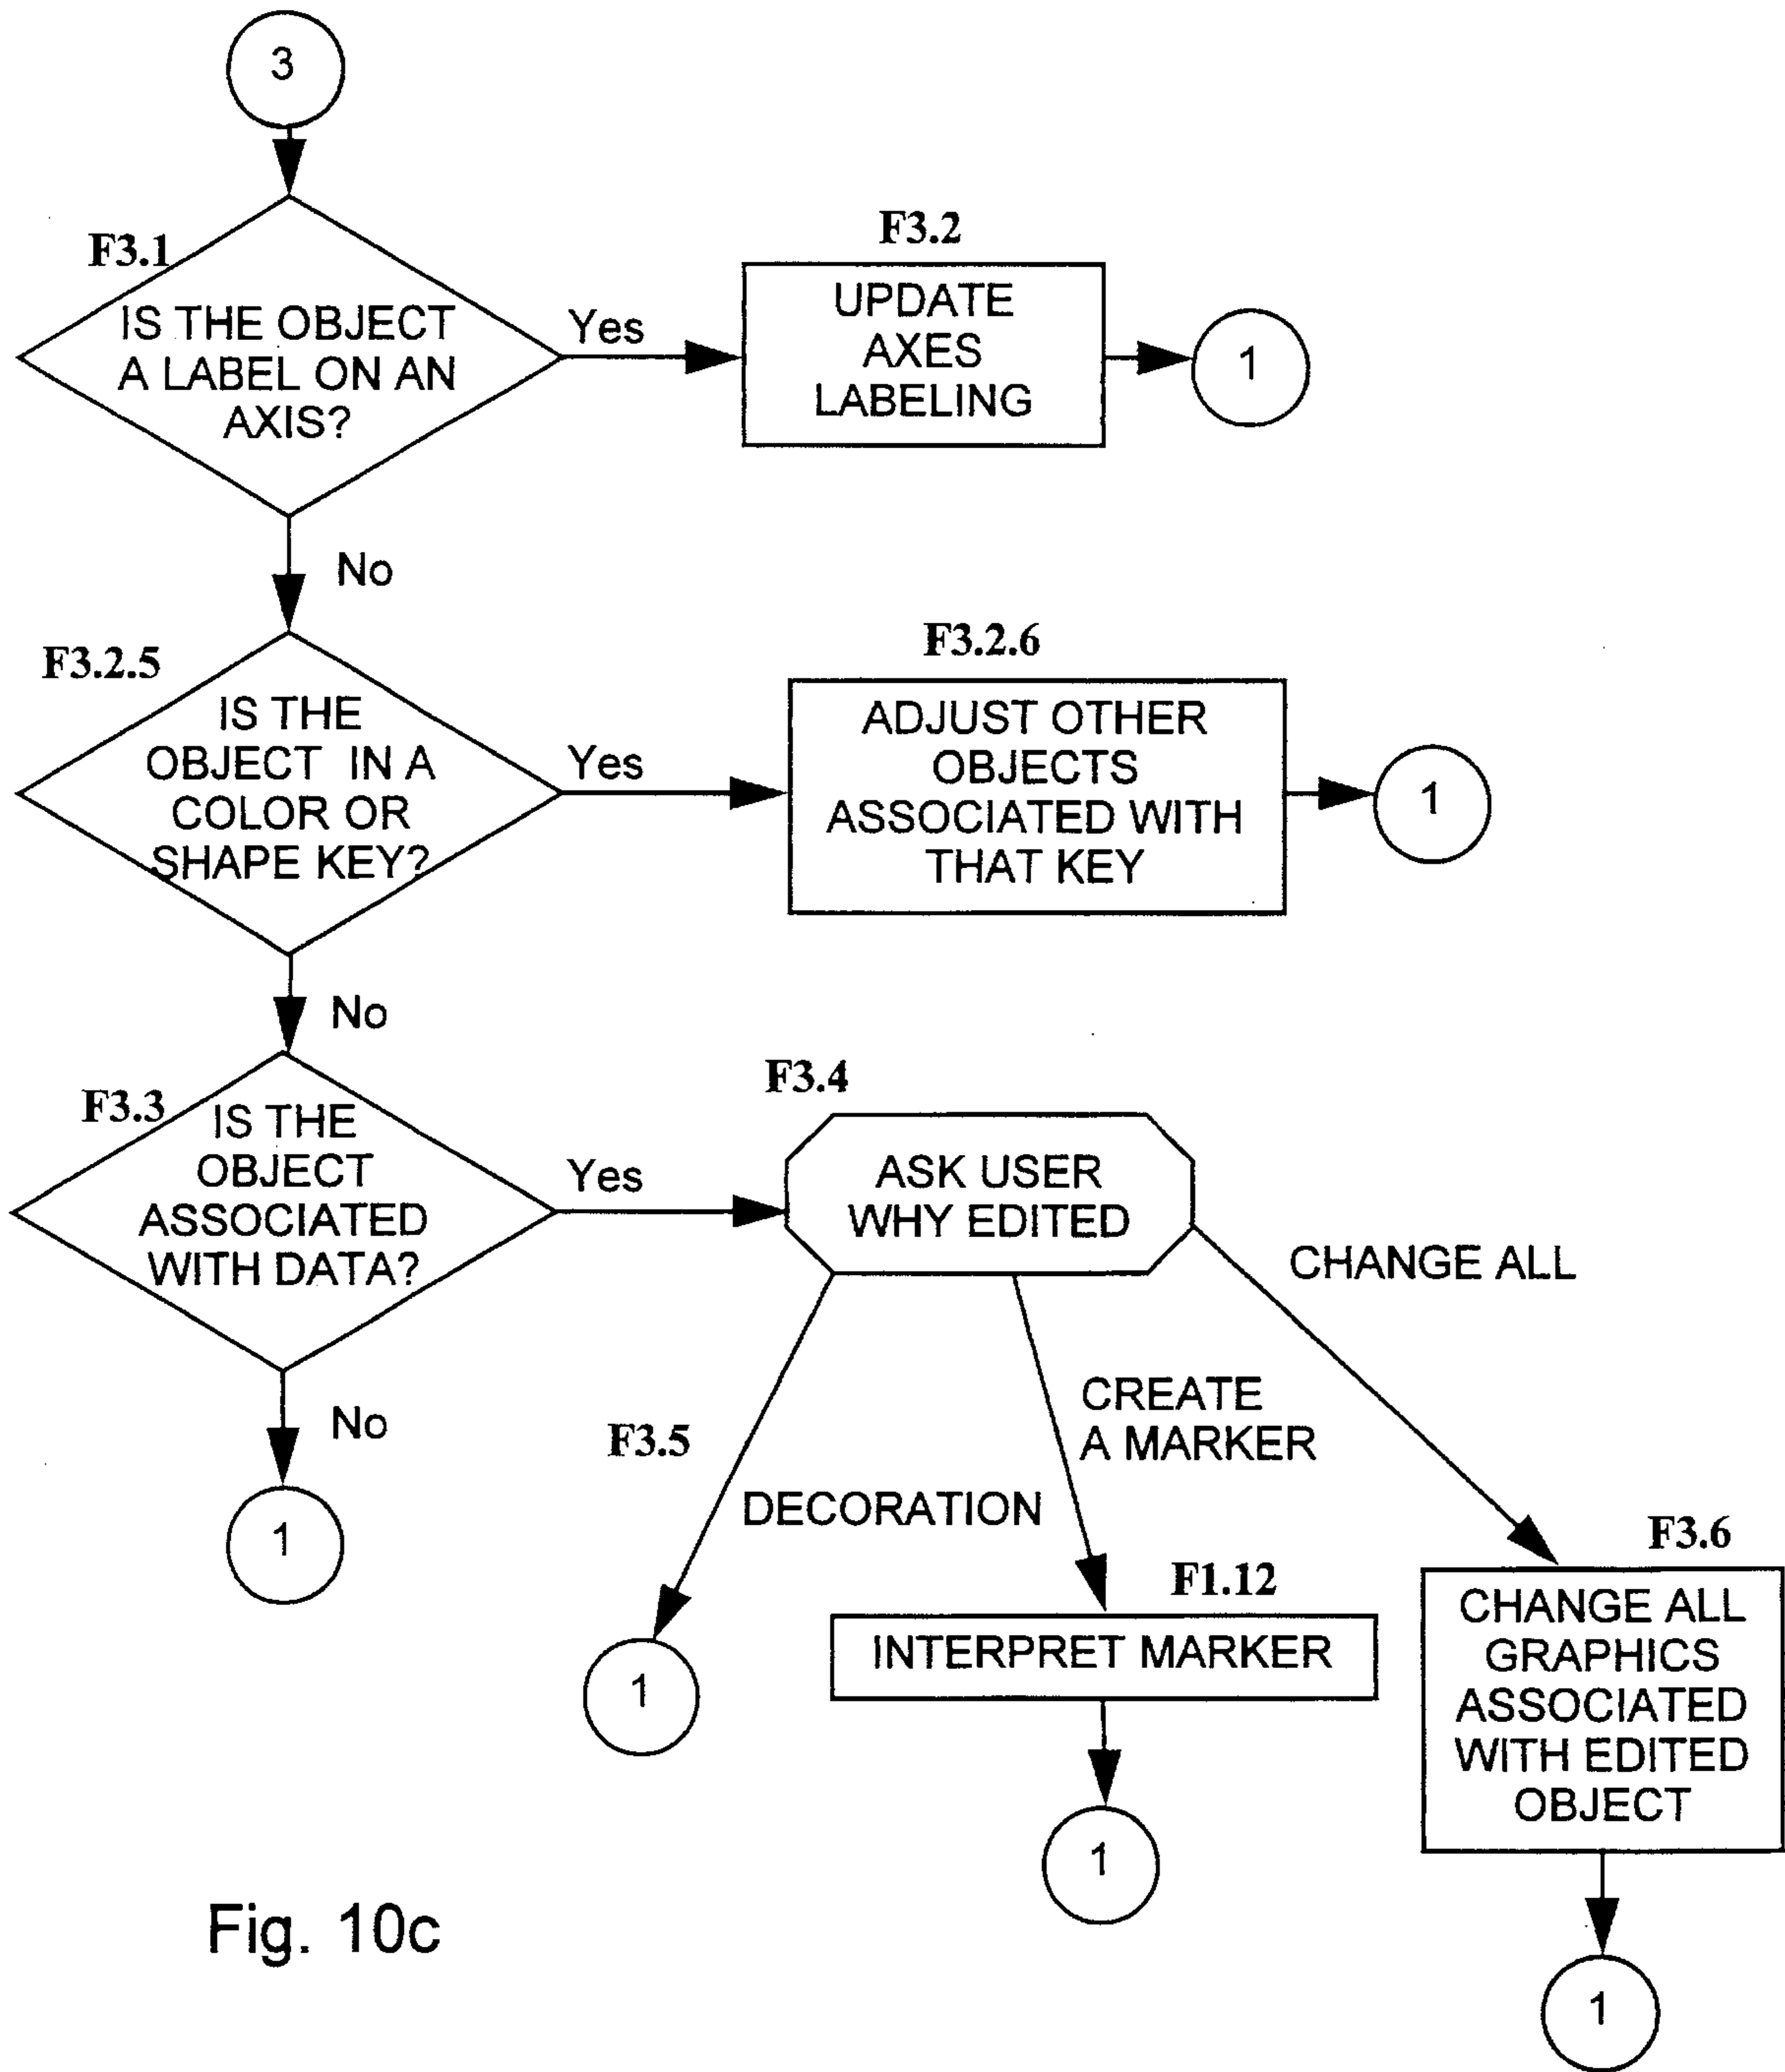 3
F3.1
IS THE OBJECT
A LABEL ON AN
AXIS?
Yes
F3.2
UPDATE
AXES
LABELING
1
No
F3.2.5
IS THE
OBJECT IN A
COLOR OR
SHAPE KEY?
Yes
F3.2.6
ADJUST OTHER
OBJECTS
ASSOCIATED WITH
THAT KEY
1
No
F3.3
IS THE
OBJECT
ASSOCIATED
WITH DATA?
Yes
F3.4
ASK USER
WHY EDITED
No
1
F3.5
DECORATION
1
CREATE
A MARKER
F1.12
INTERPRET MARKER
1
CHANGE ALL
F3.6
CHANGE ALL
GRAPHICS
ASSOCIATED
WITH EDITED
OBJECT
1
Fig. 10c